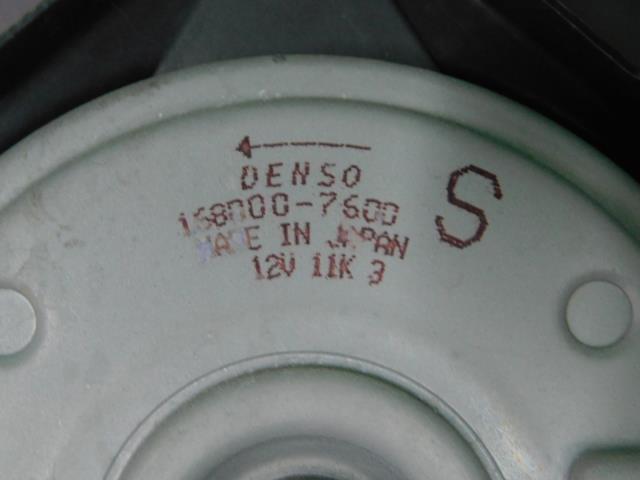 DENSO
168000-7600
MADE IN JAPAN
12V 11K 3
S